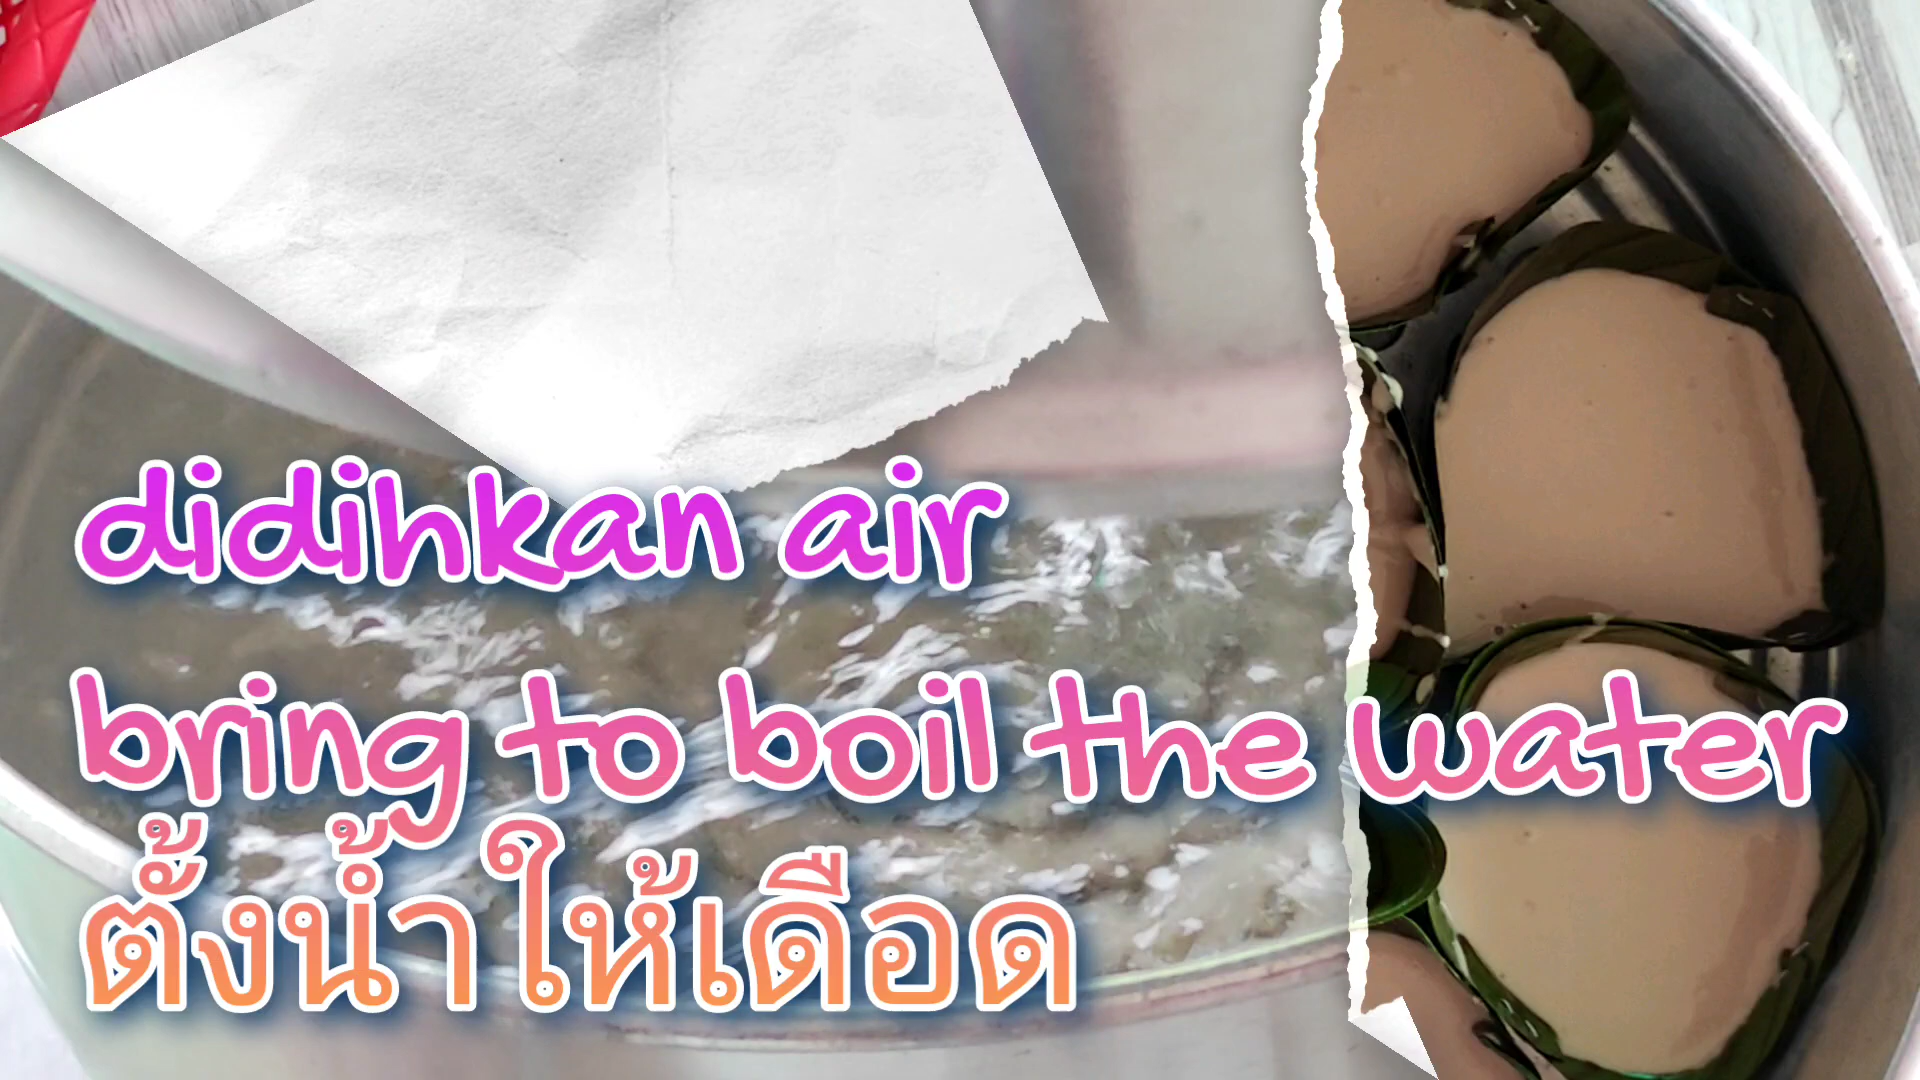 didihkan air
bring to boil the water
ตั้งน้ำให้เดือด